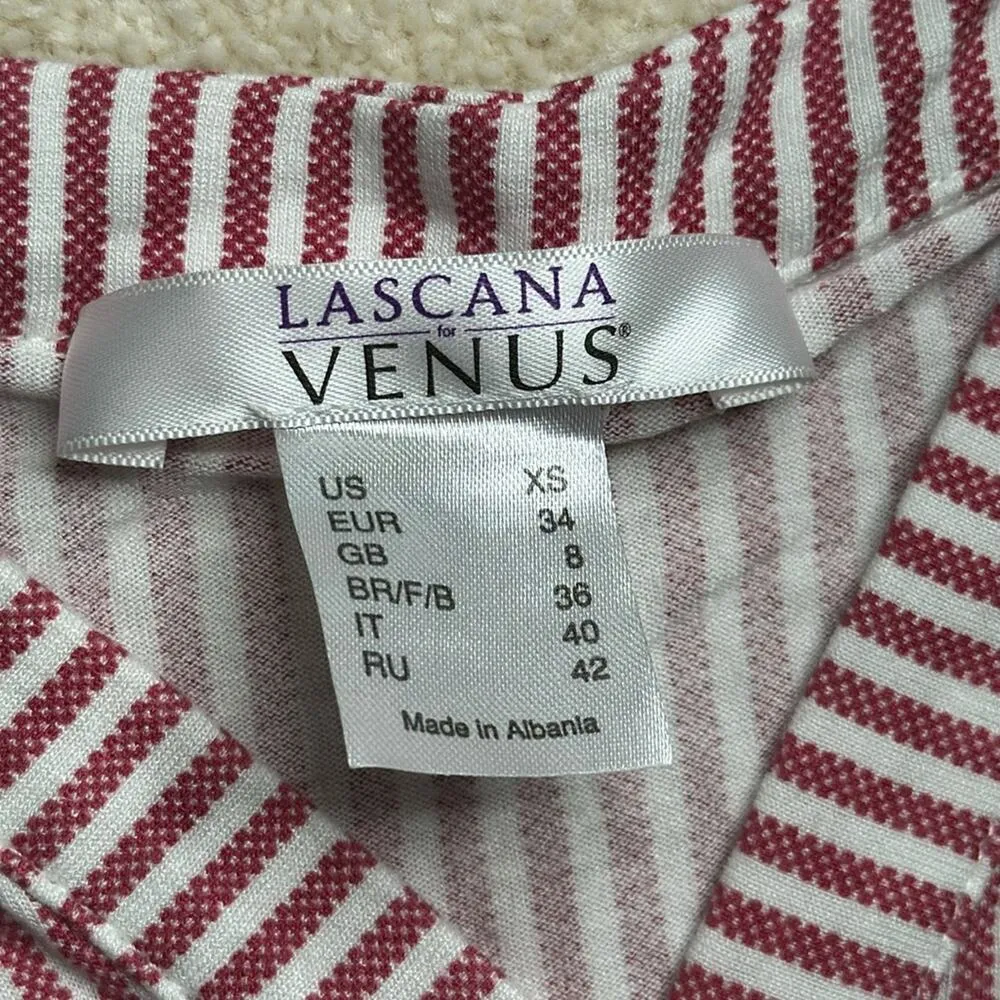 LASCANA
for
VENUS®
US XS
EUR 34
GB 8
BR/F/B 36
IT 40
RU 42
Made in Albania